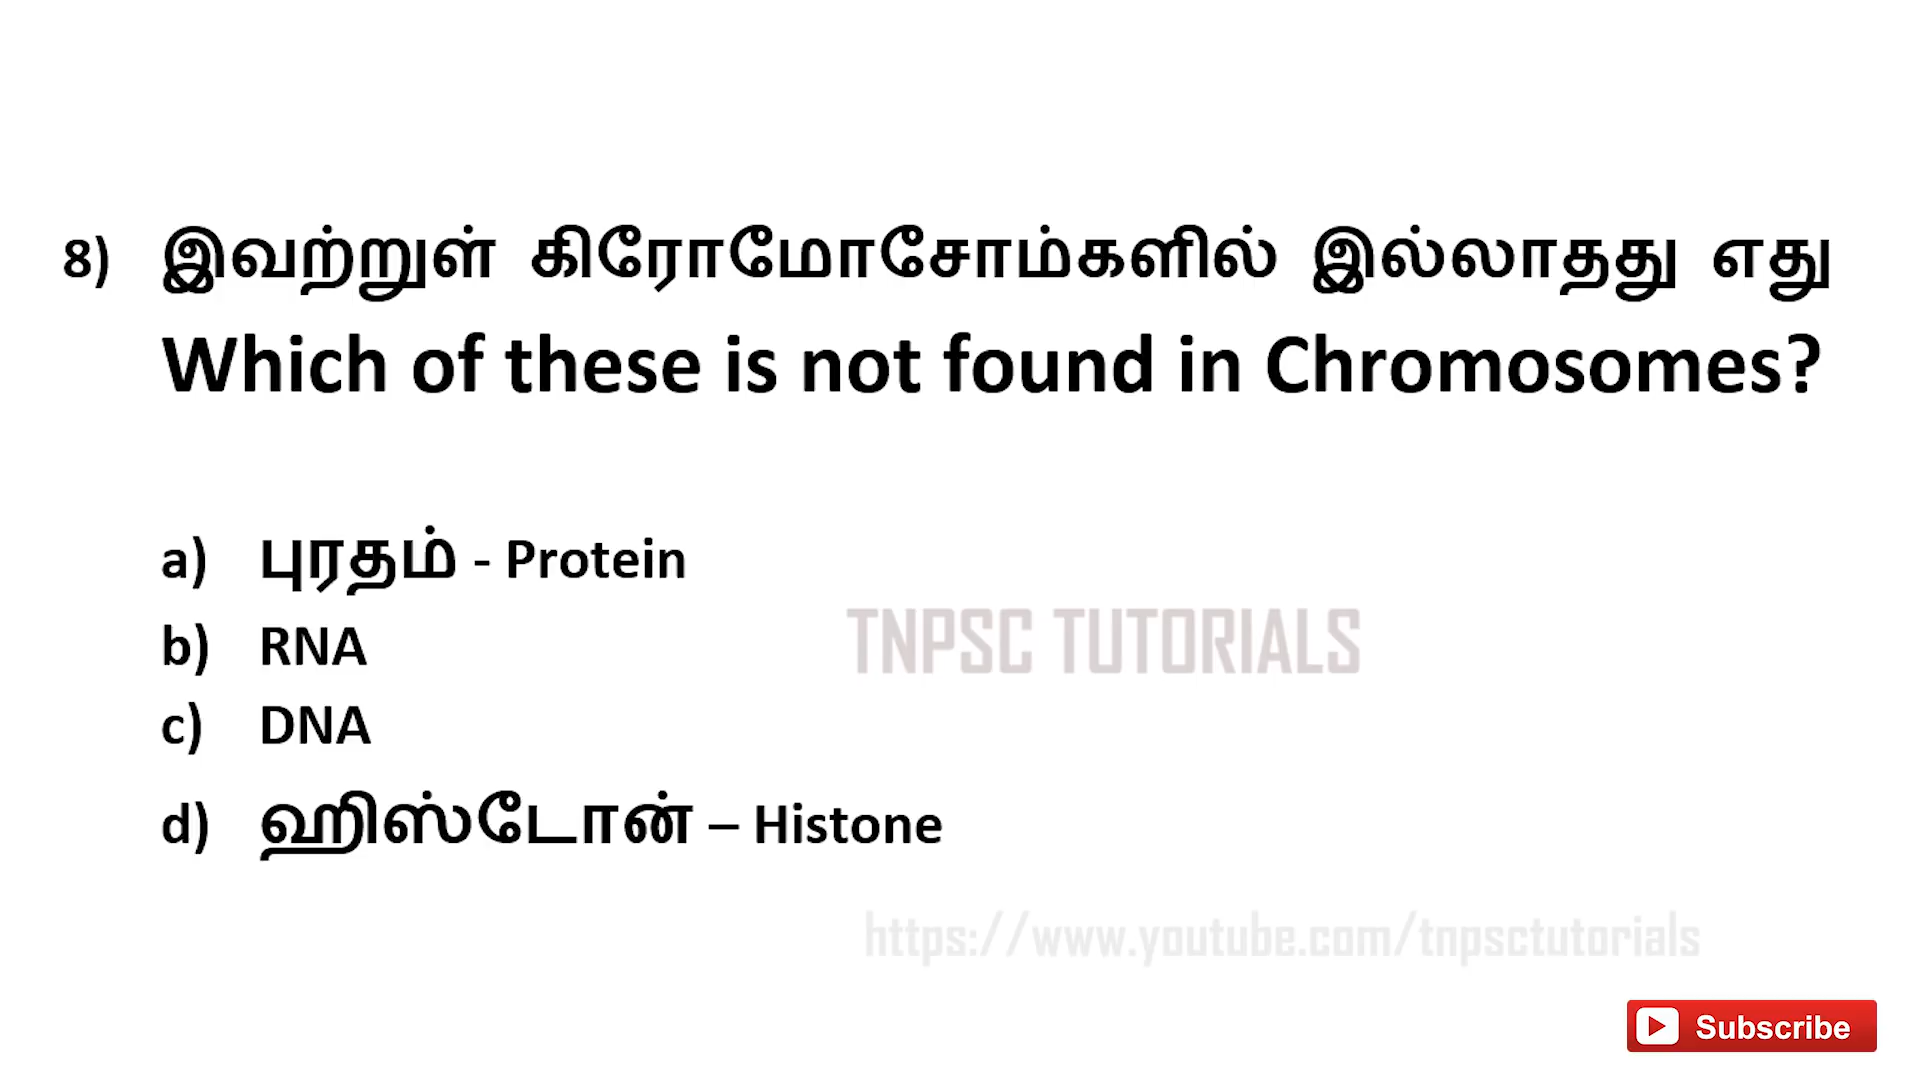 8) இவற்றுள் கிரோமோசோம்களில் இல்லாதது எது
Which of these is not found in Chromosomes?
a) புரதம் - Protein
b) RNA
TNPSC TUTORIALS
c) DNA
d) ஹிஸ்டோன் – Histone
https://www.youtube.com/tnpsctutorials
Subscribe